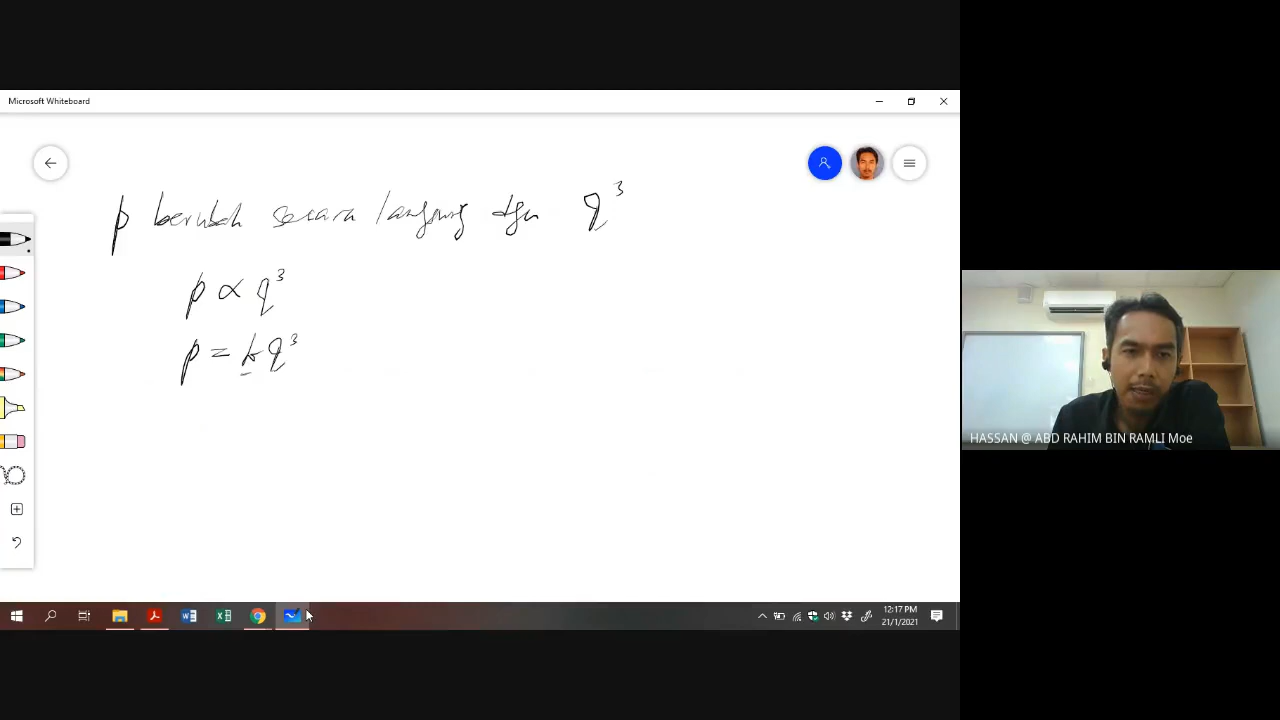 Microsoft Whiteboard
p berubah secara langsung dgn q³
p ∝ q³
p = kq³
HASSAN @ ABD RAHIM BIN RAMLI Moe
12:17 PM
21/1/2021